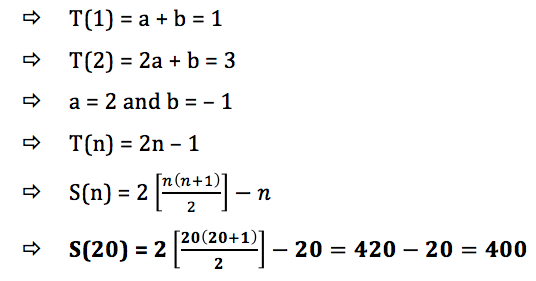 ⇨ T(1) = a + b = 1
⇨ T(2) = 2a + b = 3
⇨ a = 2 and b = – 1
⇨ T(n) = 2n – 1
⇨ S(n) = 2 [n(n+1)/2] − n
⇨ S(20) = 2 [20(20+1)/2] − 20 = 420 − 20 = 400